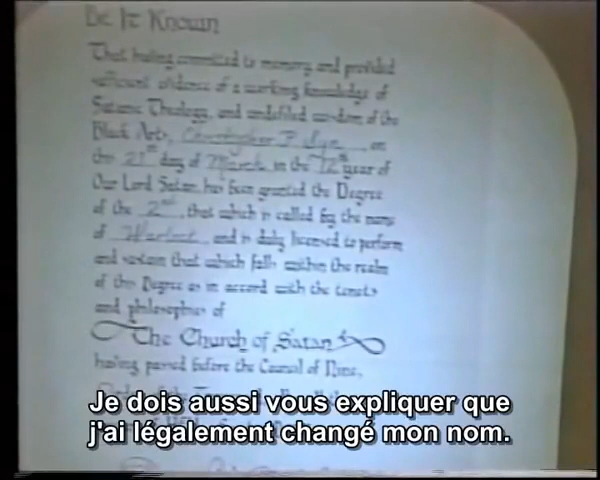 Be It Known
That having committed to memory and provided
sufficient evidence of a working knowledge of
Satanic Theology, and undefiled wisdom of the
Black Arts, Christopher P. Syn on
this 21st day of March in the 12th year of
Our Lord Satan, has been granted the Degree
of the 2nd, that which is called by the name
of Warlock, and is duly licensed to perform
and sustain that which falls within the realm
of this Degree as in accord with the tenets
and philosophies of
The Church of Satan
having passed before the Council of Nine,
Je dois aussi vous expliquer que
j'ai légalement changé mon nom.